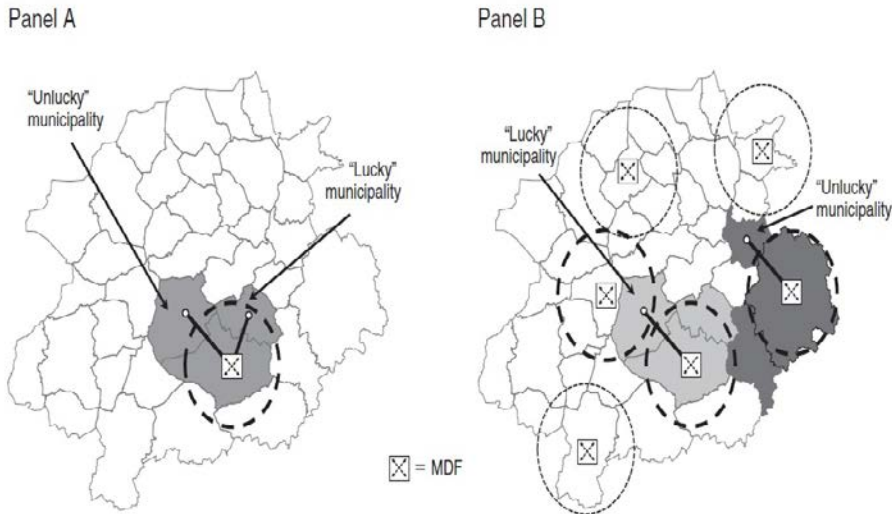 Panel A
"Unlucky"
municipality
"Lucky"
municipality
= MDF
Panel B
"Lucky"
municipality
"Unlucky"
municipality